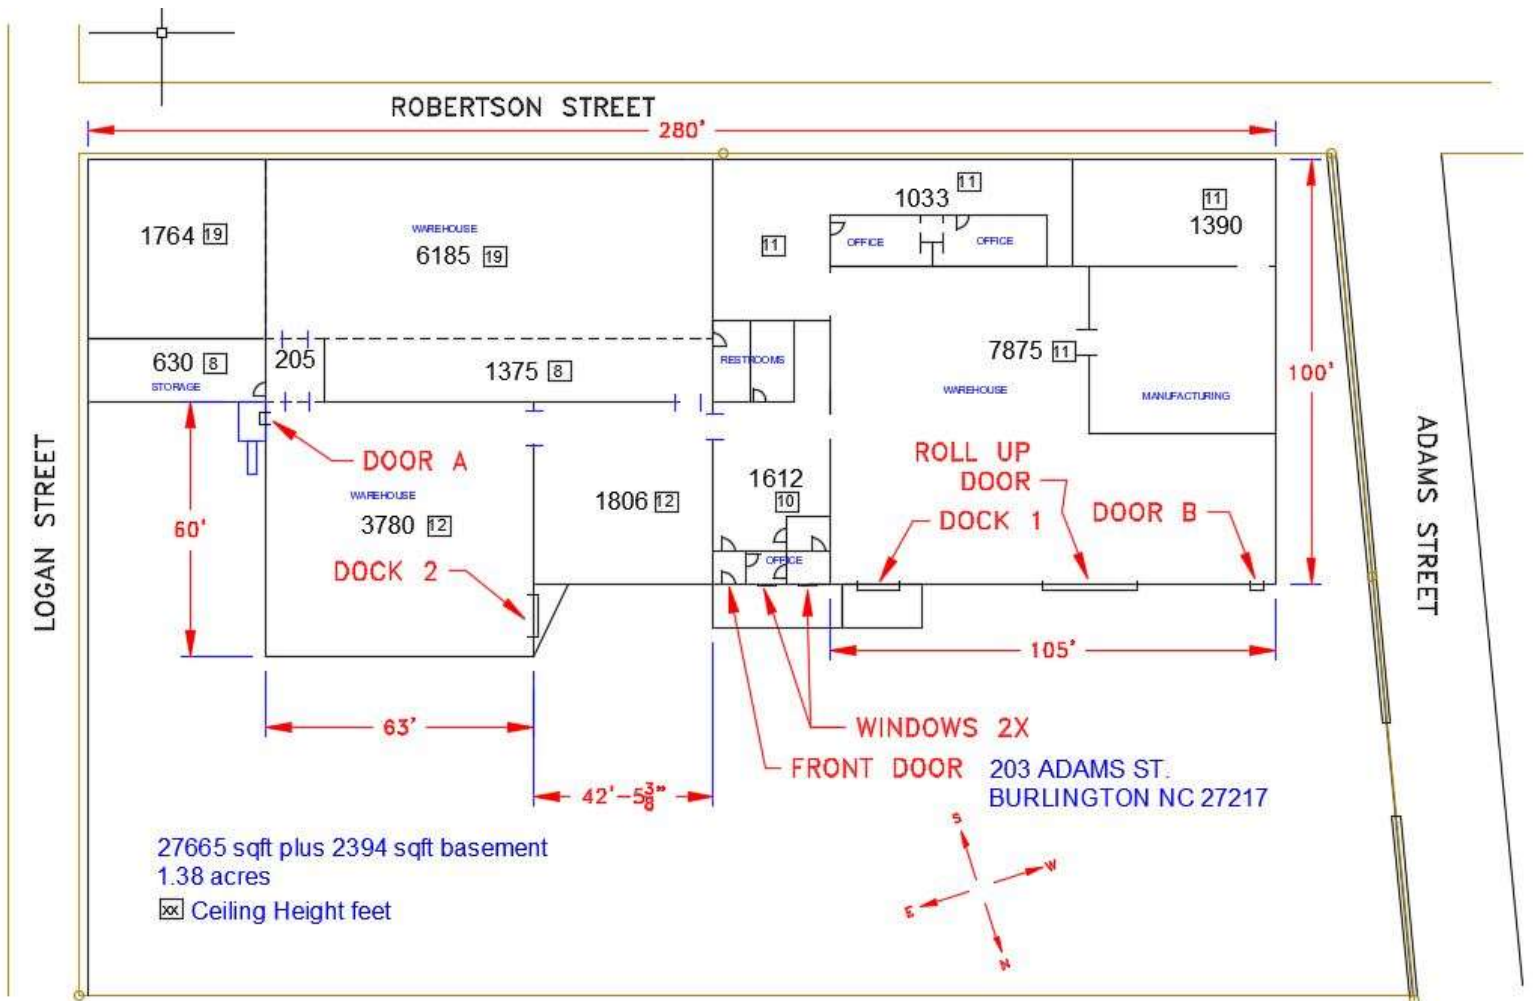 ROBERTSON STREET
280'
1764 19
WAREHOUSE
6185 19
11
1033 11
OFFICE
OFFICE
11
1390
630 8
STORAGE
205
1375 8
RESTROOMS
7875 11
WAREHOUSE
MANUFACTURING
100'
LOGAN STREET
ADAMS STREET
60'
DOOR A
WAREHOUSE
3780 12
DOCK 2
1806 12
1612
10
OFFICE
ROLL UP
DOOR
DOCK 1
DOOR B
105'
63'
42'-5⅜"
WINDOWS 2X
FRONT DOOR
203 ADAMS ST.
BURLINGTON NC 27217
27665 sqft plus 2394 sqft basement
1.38 acres
xx Ceiling Height feet
S
W
E
N